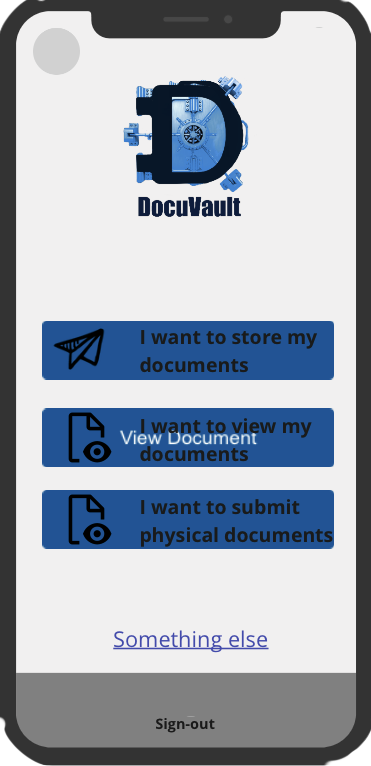 DocuVault
I want to store my
documents
I want to view my
View Document
documents
I want to submit
physical documents
Something else
Sign-out